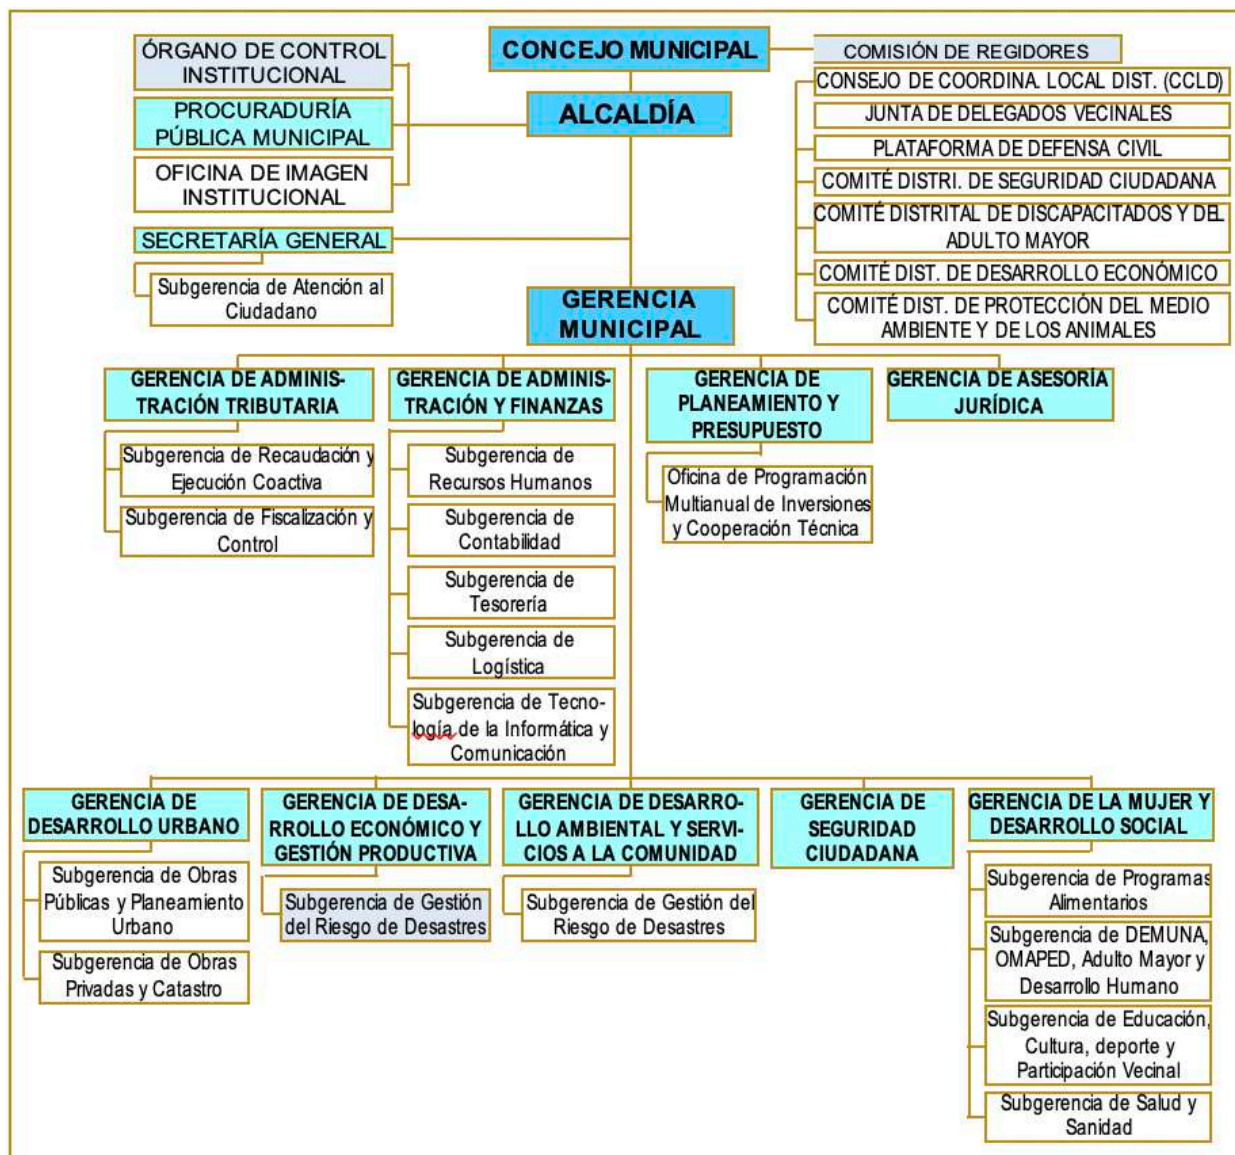 ÓRGANO DE CONTROL
INSTITUCIONAL
PROCURADURÍA
PÚBLICA MUNICIPAL
OFICINA DE IMAGEN
INSTITUCIONAL
SECRETARÍA GENERAL
Subgerencia de Atención al
Ciudadano
CONCEJO MUNICIPAL
ALCALDÍA
GERENCIA
MUNICIPAL
COMISIÓN DE REGIDORES
CONSEJO DE COORDINA. LOCAL DIST. (CCLD)
JUNTA DE DELEGADOS VECINALES
PLATAFORMA DE DEFENSA CIVIL
COMITÉ DISTRI. DE SEGURIDAD CIUDADANA
COMITÉ DISTRITAL DE DISCAPACITADOS Y DEL
ADULTO MAYOR
COMITÉ DIST. DE DESARROLLO ECONÓMICO
COMITÉ DIST. DE PROTECCIÓN DEL MEDIO
AMBIENTE Y DE LOS ANIMALES
GERENCIA DE ADMINIS-
TRACIÓN TRIBUTARIA
Subgerencia de Recaudación y
Ejecución Coactiva
Subgerencia de Fiscalización y
Control
GERENCIA DE ADMINIS-
TRACIÓN Y FINANZAS
Subgerencia de
Recursos Humanos
Subgerencia de
Contabilidad
Subgerencia de
Tesorería
Subgerencia de
Logística
Subgerencia de Tecno-
logía de la Informática y
Comunicación
GERENCIA DE
PLANEAMIENTO Y
PRESUPUESTO
Oficina de Programación
Multianual de Inversiones
y Cooperación Técnica
GERENCIA DE ASESORÍA
JURÍDICA
GERENCIA DE
DESARROLLO URBANO
Subgerencia de Obras
Públicas y Planeamiento
Urbano
Subgerencia de Obras
Privadas y Catastro
GERENCIA DE DESA-
RROLLO ECONÓMICO Y
GESTIÓN PRODUCTIVA
Subgerencia de Gestión
del Riesgo de Desastres
GERENCIA DE DESARRO-
LLO AMBIENTAL Y SERVI-
CIOS A LA COMUNIDAD
Subgerencia de Gestión del
Riesgo de Desastres
GERENCIA DE
SEGURIDAD
CIUDADANA
GERENCIA DE LA MUJER Y
DESARROLLO SOCIAL
Subgerencia de Programas
Alimentarios
Subgerencia de DEMUNA,
OMAPED, Adulto Mayor y
Desarrollo Humano
Subgerencia de Educación,
Cultura, deporte y
Participación Vecinal
Subgerencia de Salud y
Sanidad